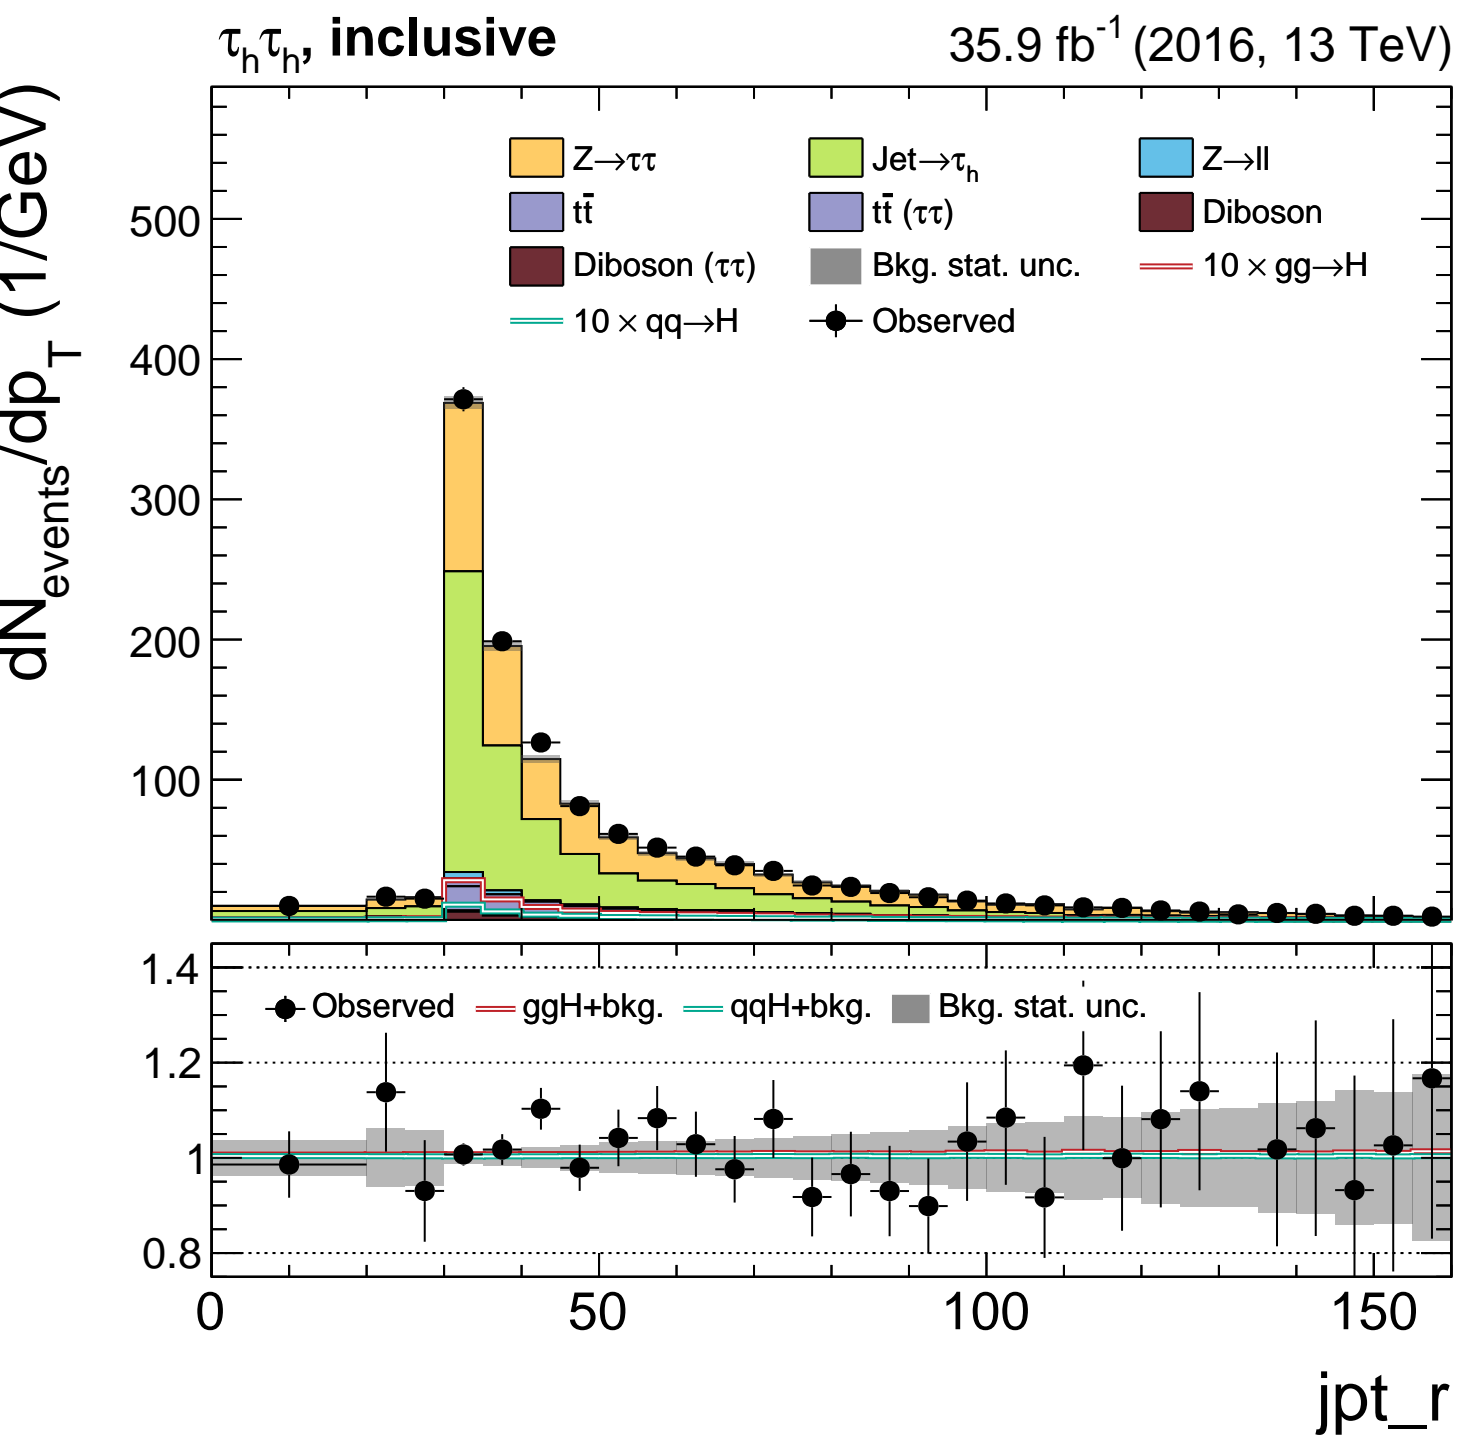 τhτh, inclusive 35.9 fb-1 (2016, 13 TeV)
dNevents/dpT (1/GeV)
500
400
300
200
100
Z→ττ Jet→τh Z→ll
tt̄ tt̄ (ττ) Diboson
Diboson (ττ) Bkg. stat. unc. 10 × gg→H
10 × qq→H Observed
1.4
1.2
1
0.8
Observed ggH+bkg. qqH+bkg. Bkg. stat. unc.
0 50 100 150
jpt_r